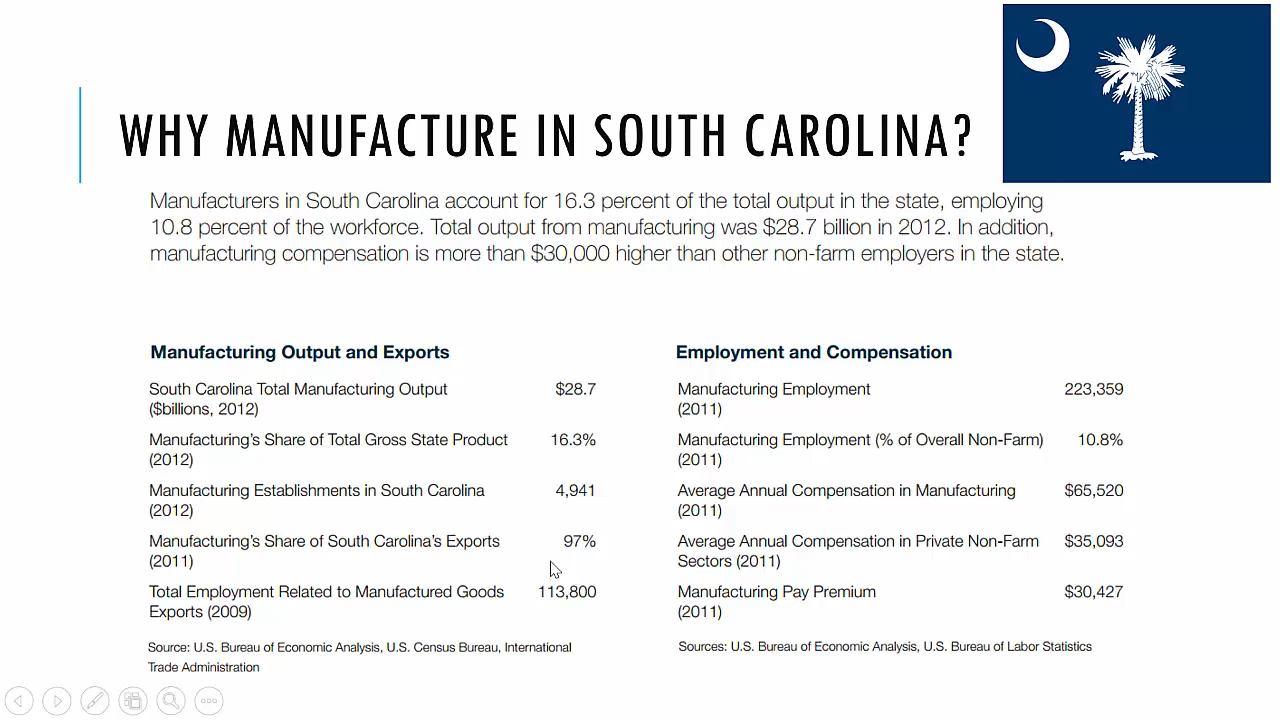 WHY MANUFACTURE IN SOUTH CAROLINA?
Manufacturers in South Carolina account for 16.3 percent of the total output in the state, employing
10.8 percent of the workforce. Total output from manufacturing was $28.7 billion in 2012. In addition,
manufacturing compensation is more than $30,000 higher than other non-farm employers in the state.
Manufacturing Output and Exports
South Carolina Total Manufacturing Output $28.7
($billions, 2012)
Manufacturing's Share of Total Gross State Product 16.3%
(2012)
Manufacturing Establishments in South Carolina 4,941
(2012)
Manufacturing's Share of South Carolina's Exports 97%
(2011)
Total Employment Related to Manufactured Goods 113,800
Exports (2009)
Source: U.S. Bureau of Economic Analysis, U.S. Census Bureau, International
Trade Administration
Employment and Compensation
Manufacturing Employment 223,359
(2011)
Manufacturing Employment (% of Overall Non-Farm) 10.8%
(2011)
Average Annual Compensation in Manufacturing $65,520
(2011)
Average Annual Compensation in Private Non-Farm $35,093
Sectors (2011)
Manufacturing Pay Premium $30,427
(2011)
Sources: U.S. Bureau of Economic Analysis, U.S. Bureau of Labor Statistics